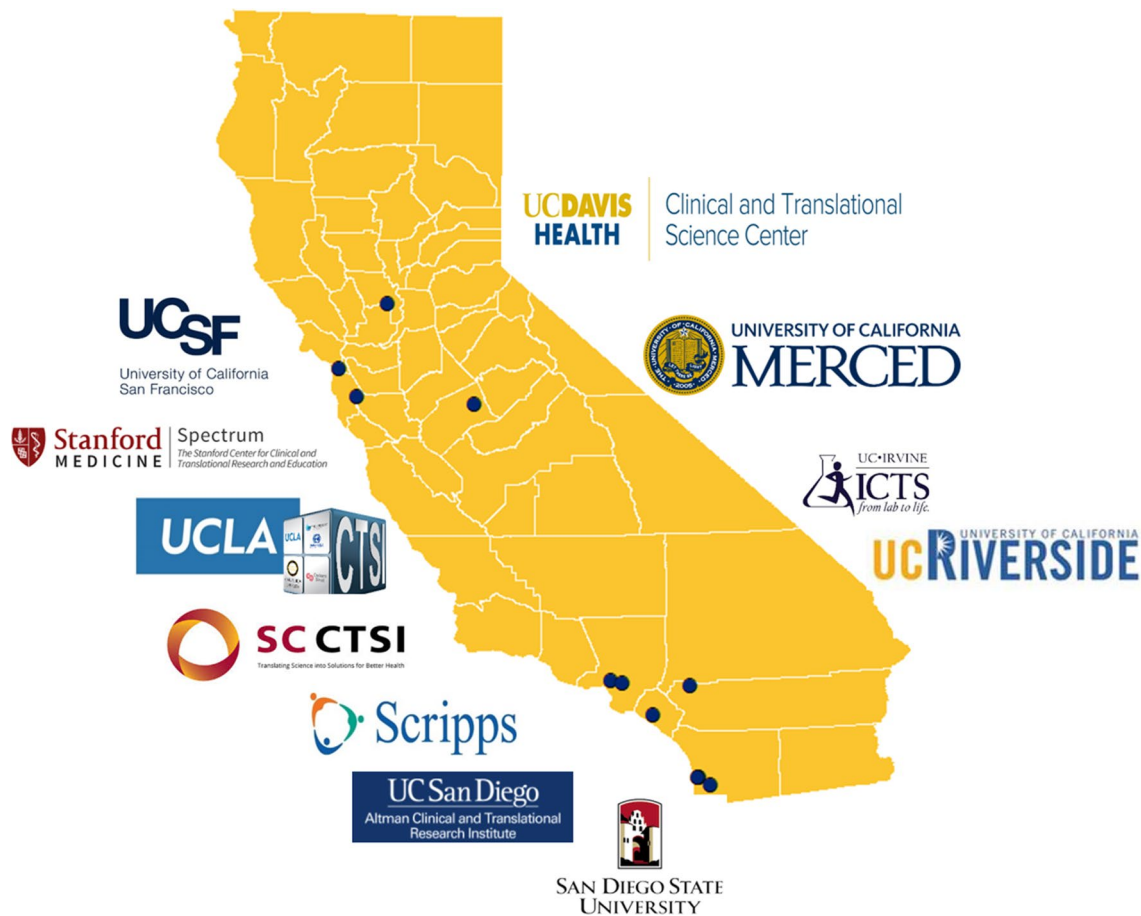 UCDAVIS
HEALTH
Clinical and Translational
Science Center
UCSF
University of California
San Francisco
UNIVERSITY OF CALIFORNIA
MERCED
Stanford
MEDICINE
Spectrum
The Stanford Center for Clinical and
Translational Research and Education
UC•IRVINE
ICTS
from lab to life.
UCLA
UCLA
CTSI
UNIVERSITY OF CALIFORNIA
UCRIVERSIDE
SC CTSI
Translating Science into Solutions for Better Health
Scripps
UC San Diego
Altman Clinical and Translational
Research Institute
SAN DIEGO STATE
UNIVERSITY